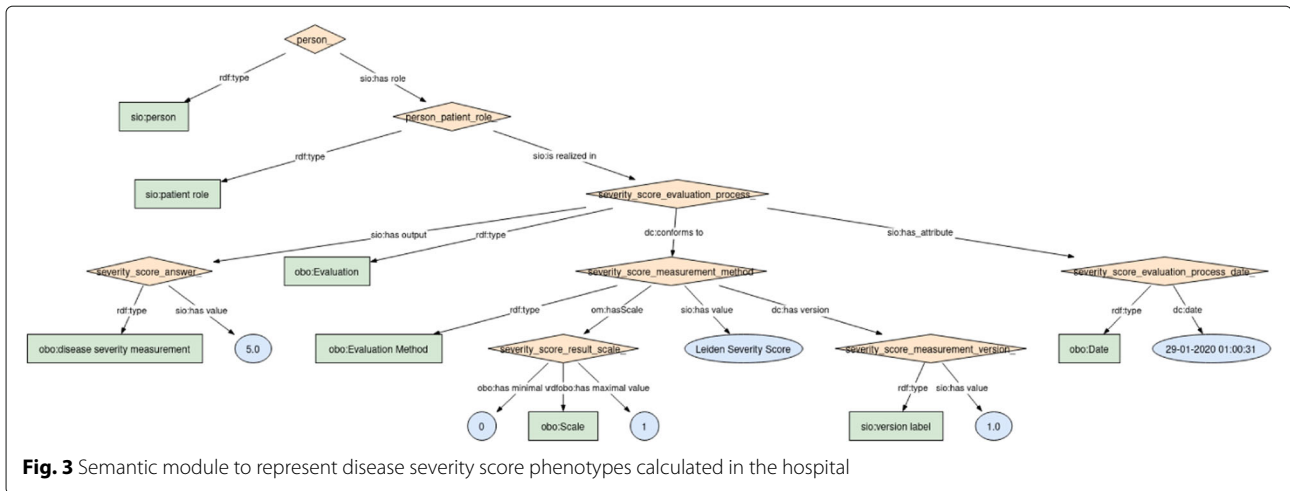 person_
rdf:type
sio:has role
sio:person
person_patient_role_
rdf:type
sio:is realized in
sio:patient role
severity_score_evaluation_process_
sio:has output
rdf:type
dc:conforms to
sio:has_attribute
severity_score_answer_
obo:Evaluation
severity_score_measurement_method
severity_score_evaluation_process_date_
rdf:type
sio:has value
rdf:type
om:hasScale
sio:has value
dc:has version
rdf:type
dc:date
obo:disease severity measurement
5.0
obo:Evaluation Method
severity_score_result_scale_
Leiden Severity Score
severity_score_measurement_version_
obo:Date
29-01-2020 01:00:31
obo:has minimal
obo:has maximal value
rdf:type
sio:has value
0
obo:Scale
1
sio:version label
1.0
Fig. 3 Semantic module to represent disease severity score phenotypes calculated in the hospital